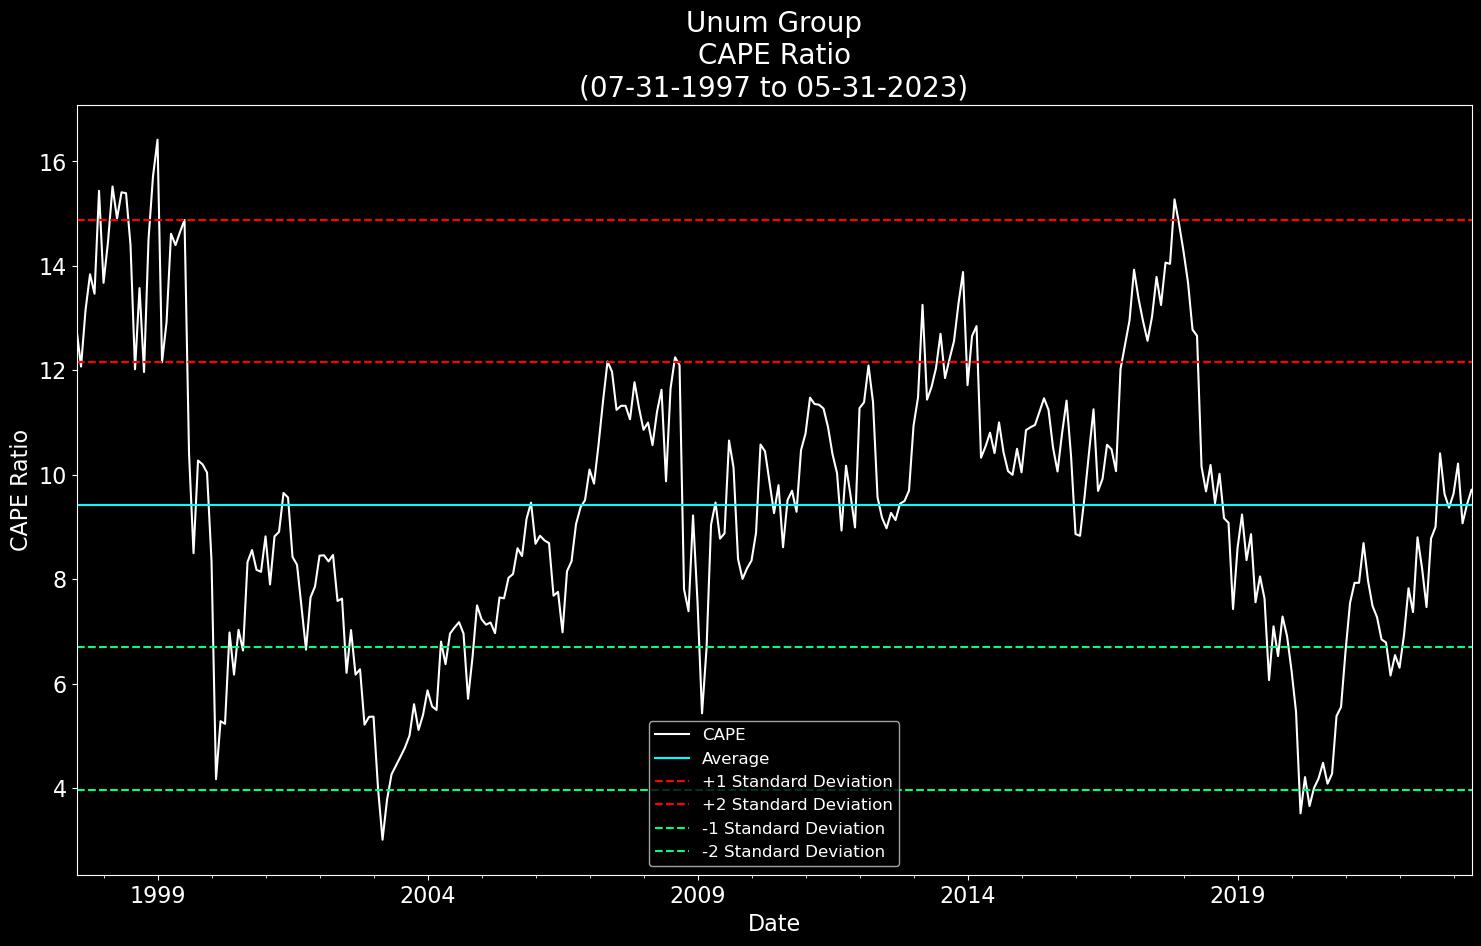 Unum Group
CAPE Ratio
(07-31-1997 to 05-31-2023)
CAPE Ratio
16
14
12
10
8
6
4
CAPE
Average
+1 Standard Deviation
+2 Standard Deviation
-1 Standard Deviation
-2 Standard Deviation
1999 2004 2009 2014 2019
Date